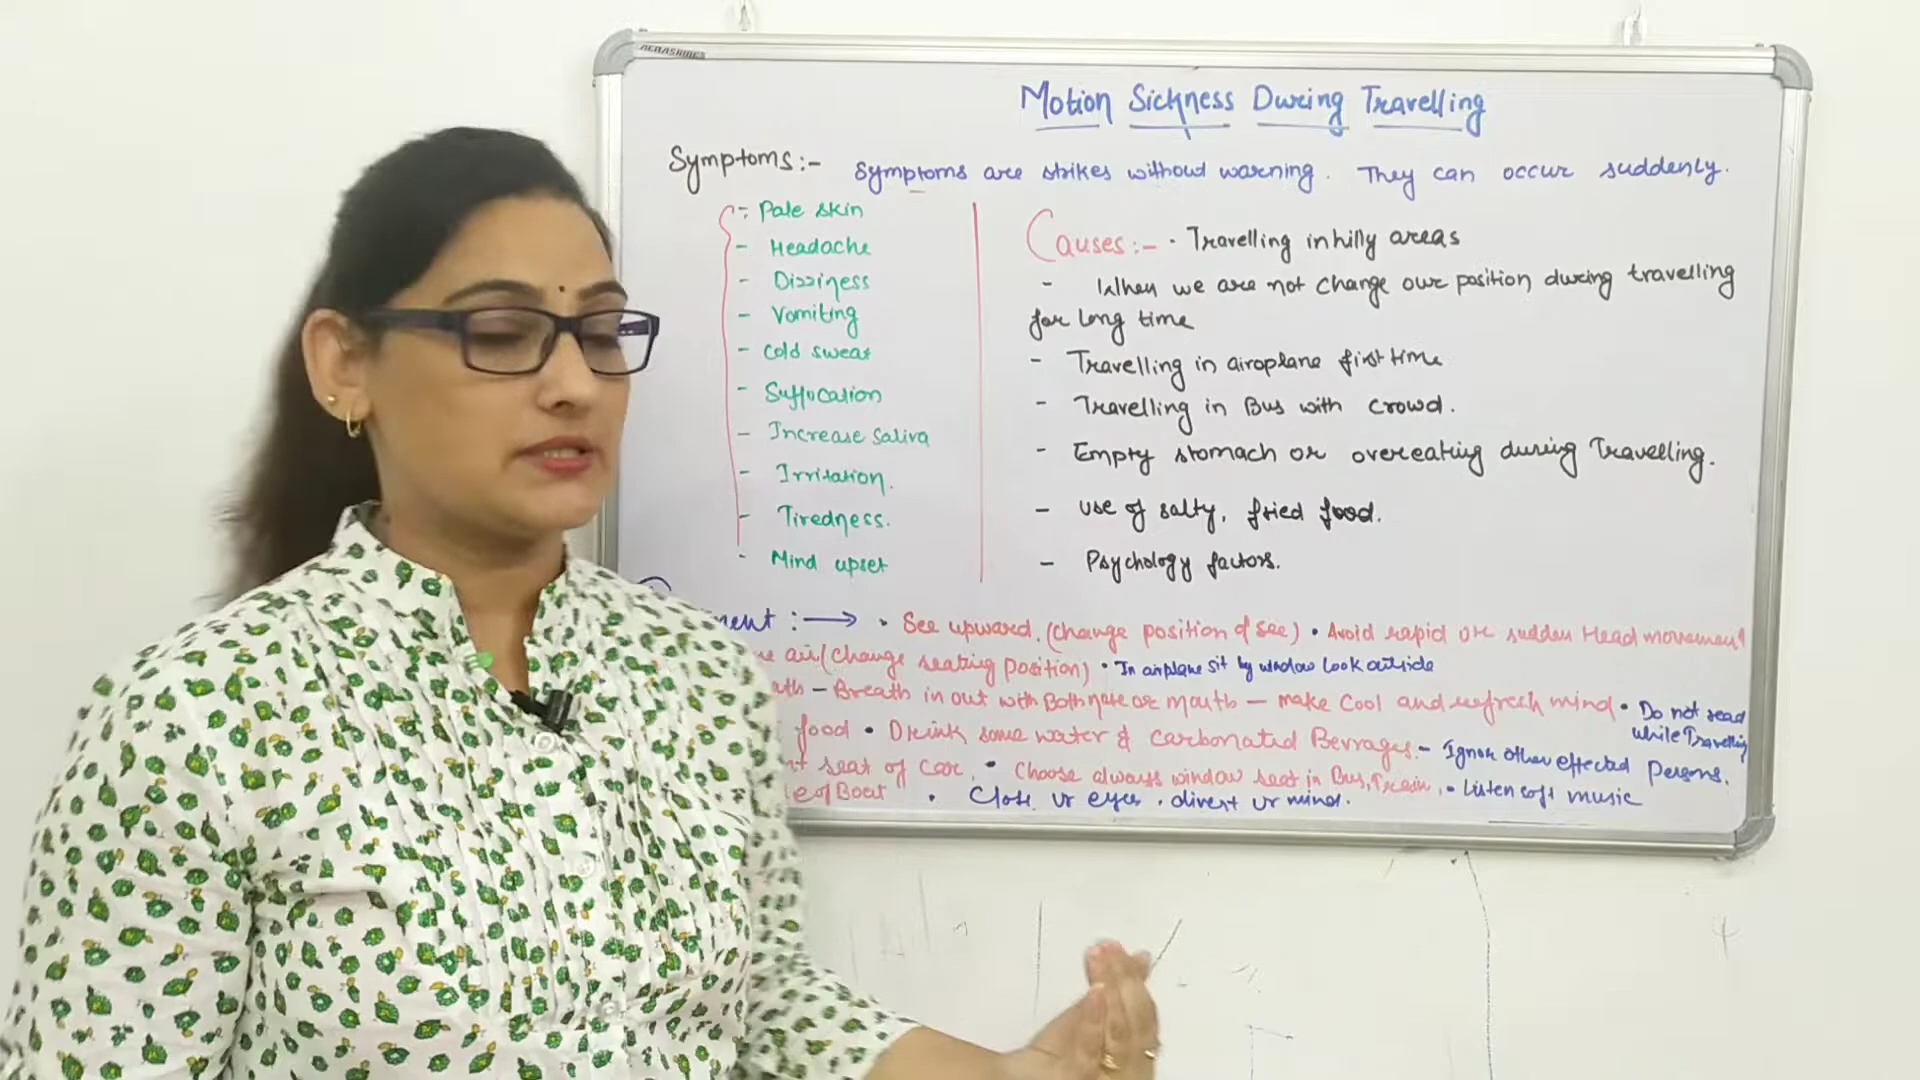 AERASHINES
Motion Sickness During Travelling
Symptoms:- Symptoms are strikes without warning. They can occur suddenly.
:- Pale skin
- Headache
- Dizziness
- Vomiting
- Cold sweat
- Suffocation
- Increase Saliva
- Irritation.
- Tiredness.
- Mind upset
Causes:- · Travelling in hilly areas
- When we are not change our position during travelling
for long time
- Travelling in airoplane first time
- Travelling in Bus with crowd.
- Empty stomach or overeating during Travelling.
- use of salty, fried food.
- Psychology factors.
ment :→ • See upward, (change position of see) • Avoid rapid or sudden Head movement
air/(change seating position) • In airplane sit by window look outside
ath – Breath in out with Both nose or mouth – make Cool and refresh mind • Do not read
while Travelling
food • Drink some water & carbonated Bevrages – Ignor other effected Persons.
nt seat of car. • Choose always window seat in Bus, Train, • Listen soft music
le of Boat • Close ur eyes • divert ur mind.